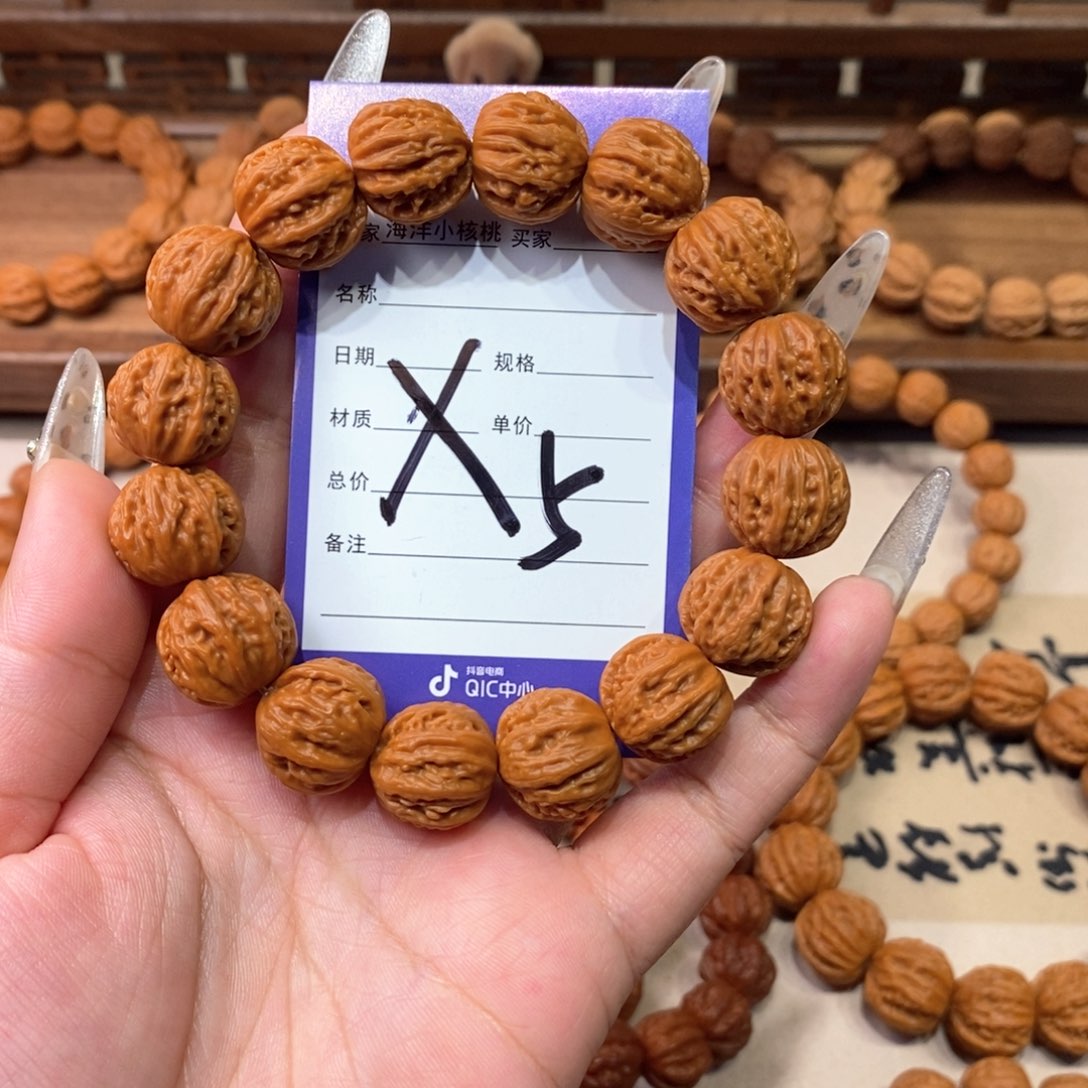 家 海洋小核桃 买家
名称
日期 规格
材质 单价
总价
备注
X5
抖音电商
QIC中心